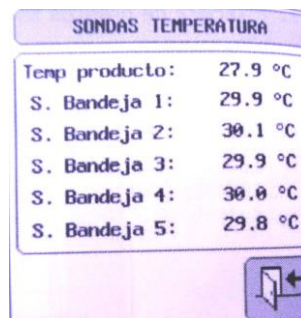 SONDAS TEMPERATURA
Temp producto: 27.9 °C
S. Bandeja 1: 29.9 °C
S. Bandeja 2: 30.1 °C
S. Bandeja 3: 29.9 °C
S. Bandeja 4: 30.0 °C
S. Bandeja 5: 29.8 °C